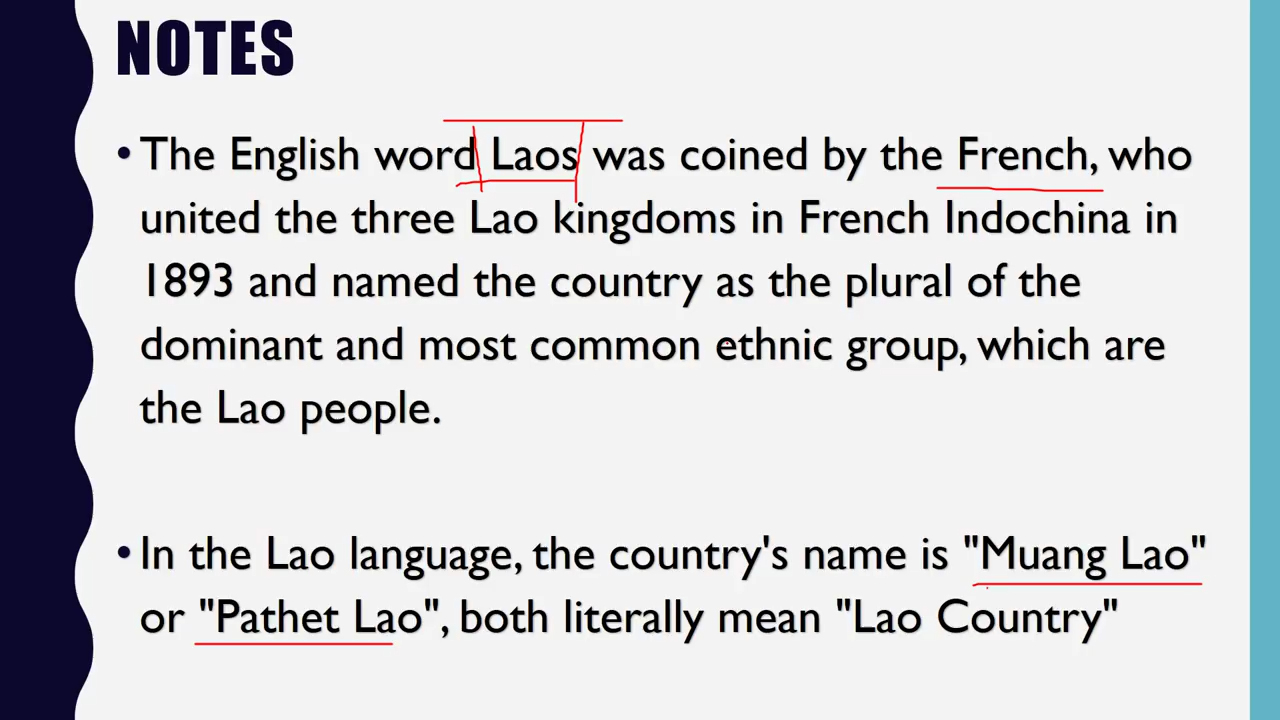 NOTES
•The English word Laos was coined by the French, who
united the three Lao kingdoms in French Indochina in
1893 and named the country as the plural of the
dominant and most common ethnic group, which are
the Lao people.
•In the Lao language, the country's name is "Muang Lao"
or "Pathet Lao", both literally mean "Lao Country"